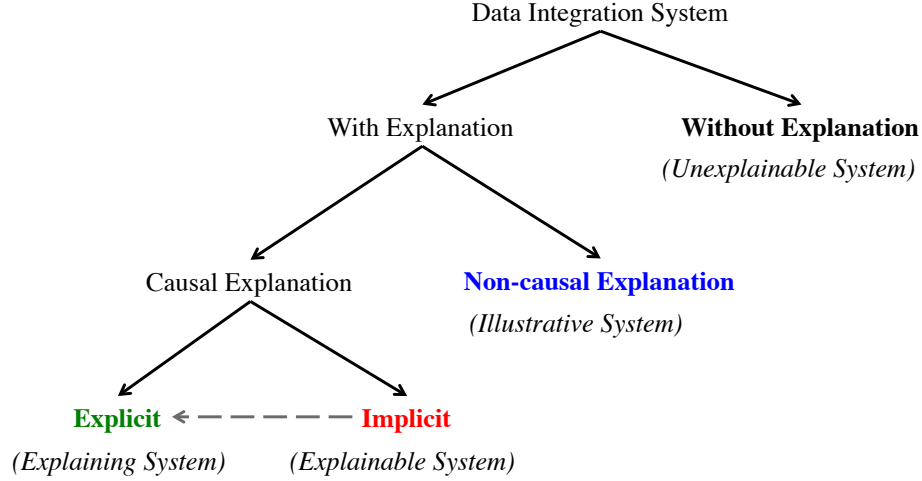 Data Integration System
With Explanation
Without Explanation
(Unexplainable System)
Causal Explanation
Non-causal Explanation
(Illustrative System)
Explicit
Implicit
(Explaining System)
(Explainable System)